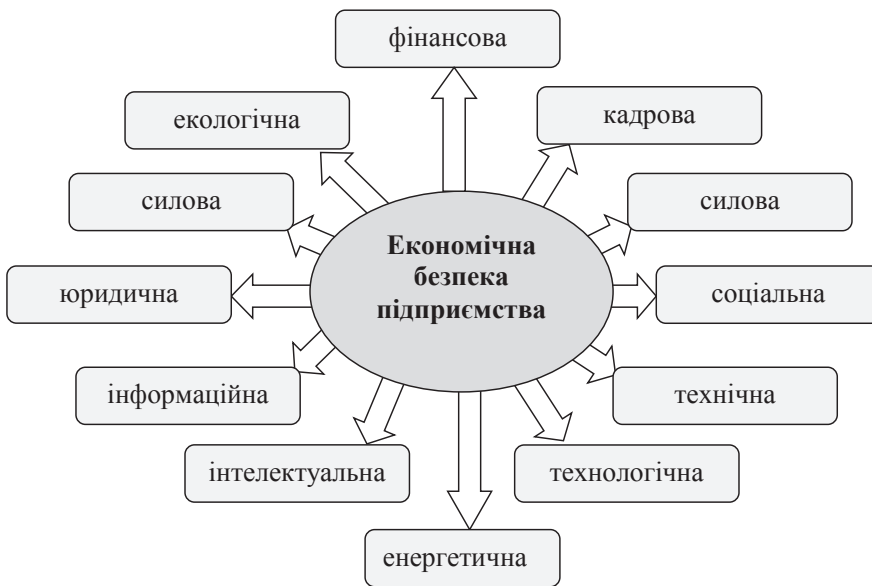 фінансова
екологічна
кадрова
силова
силова
Економічна
безпека
підприємства
юридична
соціальна
інформаційна
технічна
інтелектуальна
технологічна
енергетична